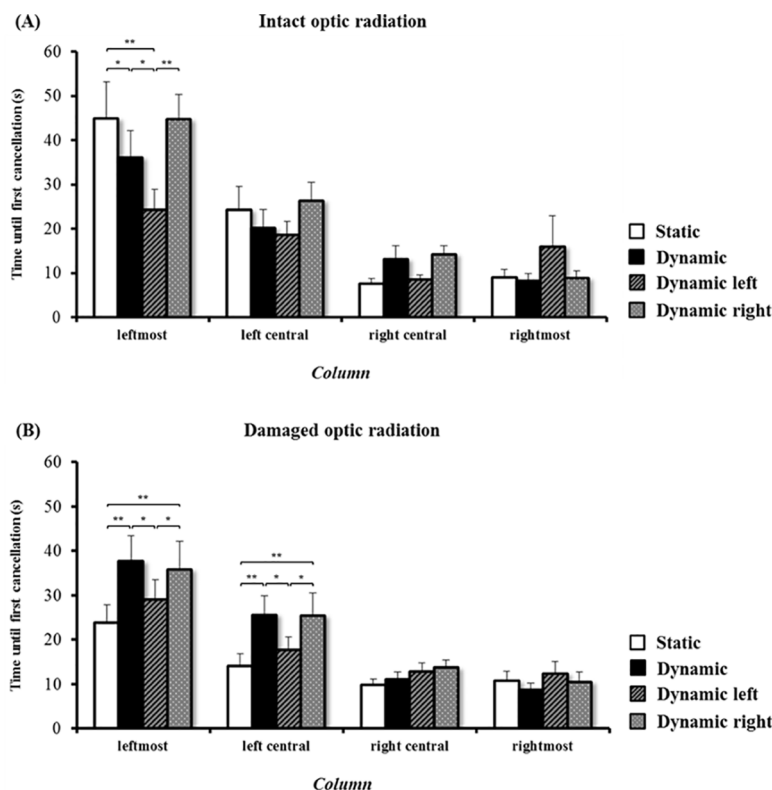 (A)
Intact optic radiation
Time until first cancellation (s)
60
50
40
30
20
10
0
**
* * **
leftmost left central right central rightmost
Column
Static
Dynamic
Dynamic left
Dynamic right
(B)
Damaged optic radiation
Time until first cancellation (s)
60
50
40
30
20
10
0
**
** * *
**
** * *
leftmost left central right central rightmost
Column
Static
Dynamic
Dynamic left
Dynamic right